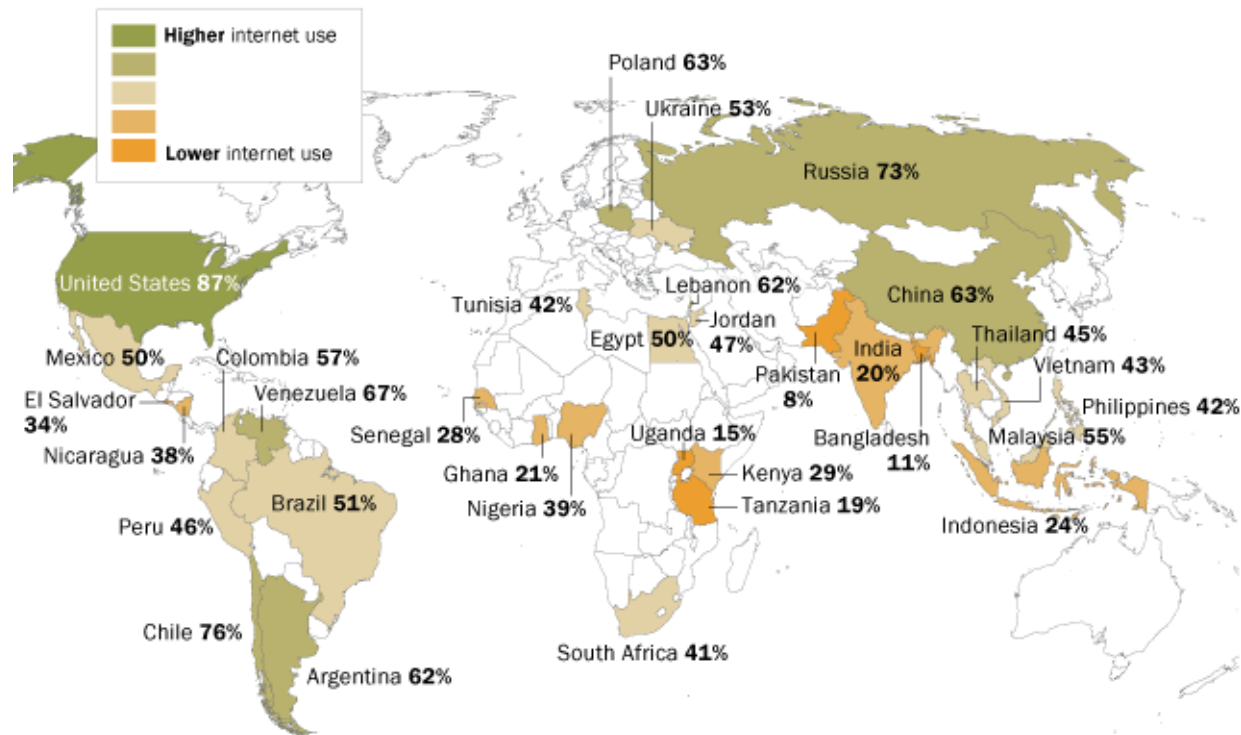 Higher internet use
Lower internet use
Poland 63%
Ukraine 53%
Russia 73%
United States 87%
Lebanon 62%
China 63%
Tunisia 42%
Jordan
47%
Egypt 50%
Thailand 45%
India
20%
Vietnam 43%
Mexico 50%
Colombia 57%
Pakistan
8%
Venezuela 67%
El Salvador
34%
Philippines 42%
Senegal 28%
Uganda 15%
Bangladesh
11%
Malaysia 55%
Nicaragua 38%
Ghana 21%
Kenya 29%
Brazil 51%
Nigeria 39%
Tanzania 19%
Peru 46%
Indonesia 24%
Chile 76%
South Africa 41%
Argentina 62%